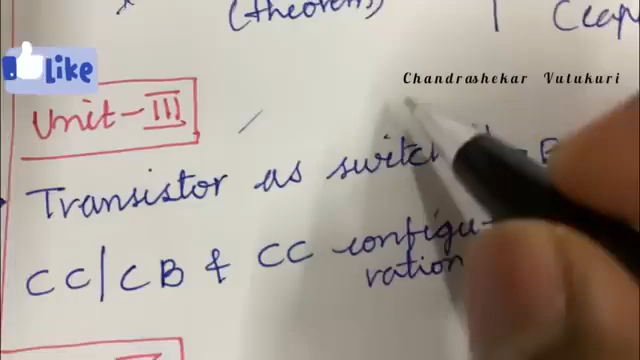 (theorems)
Like
Chandrashekar Vutukuri
Unit-III
Transistor as switch
CC/CB & CC configu-
ration